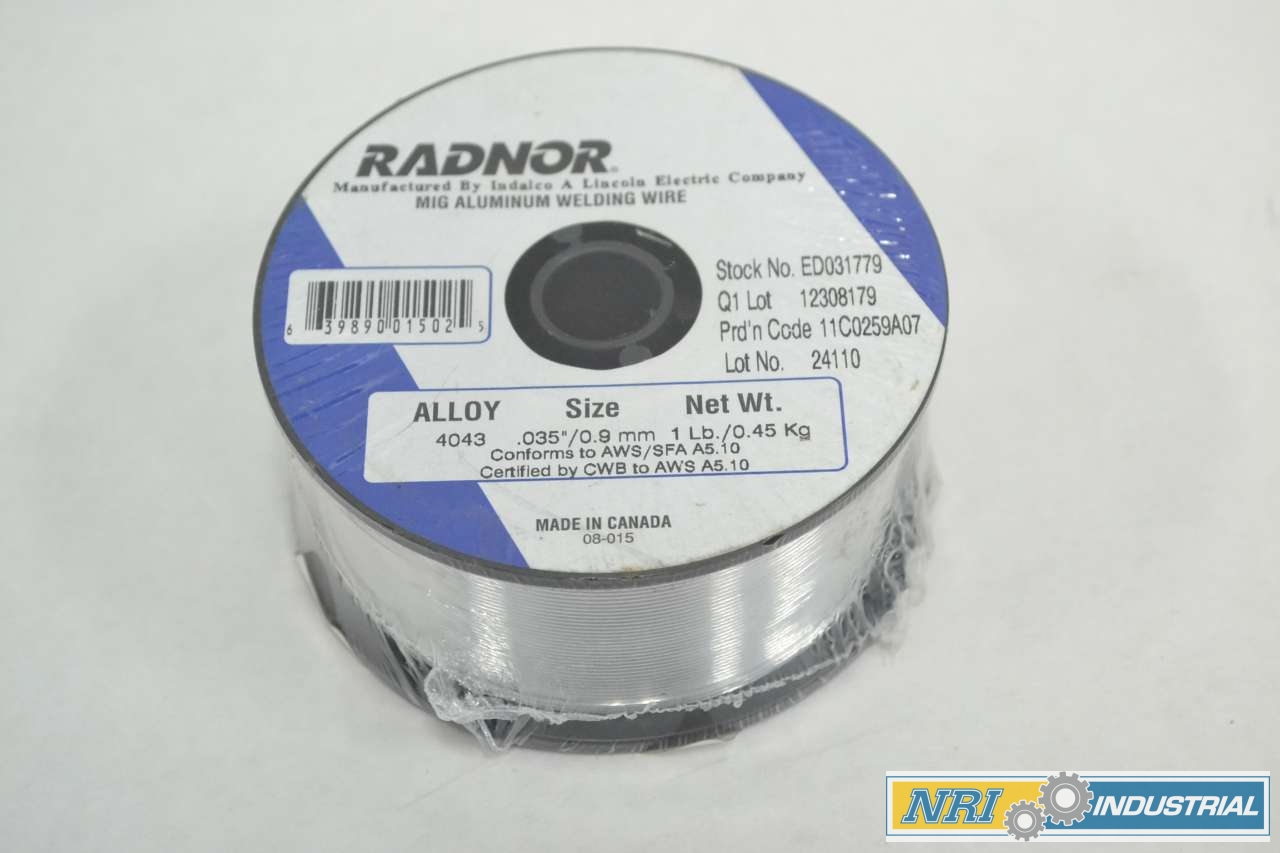 RADNOR®
Manufactured By Indalco A Lincoln Electric Company
MIG ALUMINUM WELDING WIRE
6 39890 01502 5
Stock No. ED031779
Q1 Lot 12308179
Prd'n Code 11C0259A07
Lot No. 24110
ALLOY Size Net Wt.
4043 .035"/0.9 mm 1 Lb./0.45 Kg
Conforms to AWS/SFA A5.10
Certified by CWB to AWS A5.10
MADE IN CANADA
08-015
NRI INDUSTRIAL